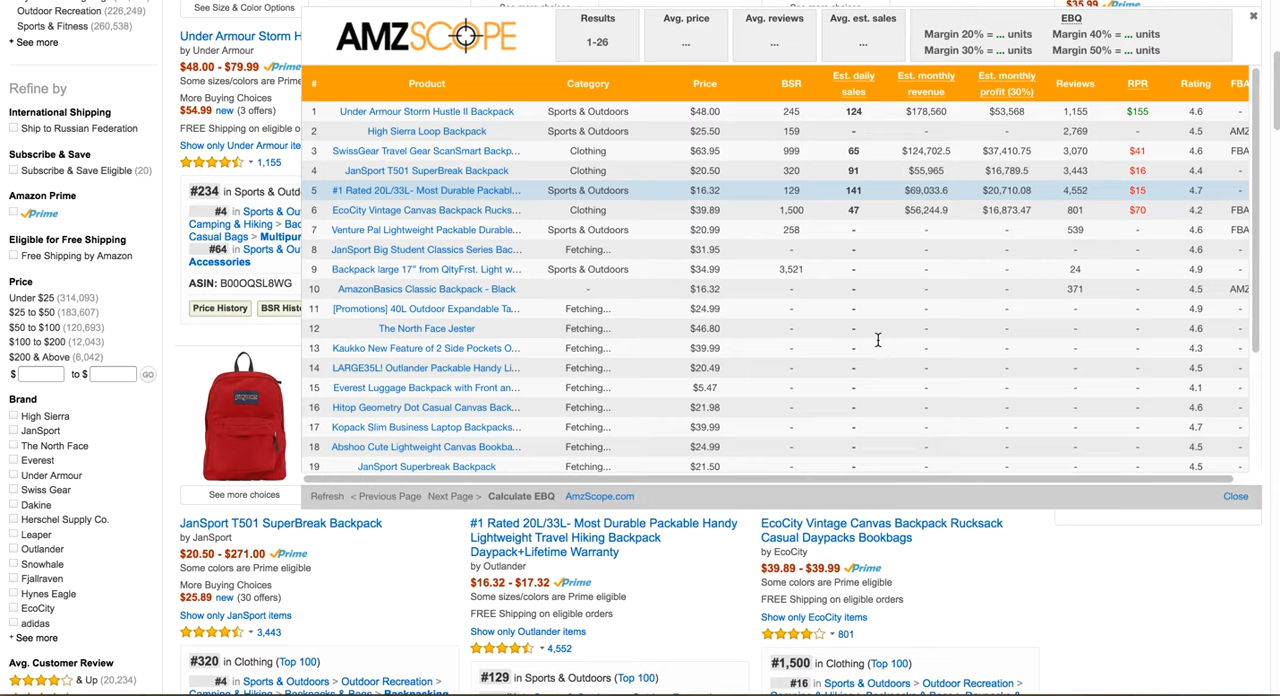 Outdoor Recreation (226,249)
Sports & Fitness (260,538)
+ See more
Refine by
International Shipping
Ship to Russian Federation
Subscribe & Save
Subscribe & Save Eligible (20)
Amazon Prime
Prime
Eligible for Free Shipping
Free Shipping by Amazon
Price
Under $25 (314,093)
$25 to $50 (183,607)
$50 to $100 (120,693)
$100 to $200 (12,043)
$200 & Above (6,042)
$ to $ GO
Brand
High Sierra
JanSport
The North Face
Everest
Under Armour
Swiss Gear
Dakine
Herschel Supply Co.
Leaper
Outlander
Snowhale
Fjallraven
Hynes Eagle
EcoCity
adidas
+ See more
Avg. Customer Review
& Up (20,234)
See Size & Color Options
Under Armour Storm H
by Under Armour
$48.00 - $79.99 Prime
Some sizes/colors are Prime
More Buying Choices
$54.99 new (3 offers)
FREE Shipping on eligible o
Show only Under Armour ite
1,155
#234 in Sports & Outd
#4 in Sports & Ou
Camping & Hiking > Bac
Casual Bags > Multipur
#64 in Sports & Ou
Accessories
ASIN: B00OQSL8WG
Price History BSR Histo
See more choices
AMZSCOPE
Results
1-26
Avg. price
...
Avg. reviews
...
Avg. est. sales
...
EBQ
Margin 20% = ... units Margin 40% = ... units
Margin 30% = ... units Margin 50% = ... units
# Product Category Price BSR Est. daily sales Est. monthly revenue Est. monthly profit (30%) Reviews RPR Rating FBA
1 Under Armour Storm Hustle II Backpack Sports & Outdoors $48.00 245 124 $178,560 $53,568 1,155 $155 4.6 -
2 High Sierra Loop Backpack Sports & Outdoors $25.50 159 - - - 2,769 - 4.5 AMZ
3 SwissGear Travel Gear ScanSmart Backp... Clothing $63.95 999 65 $124,702.5 $37,410.75 3,070 $41 4.6 FBA
4 JanSport T501 SuperBreak Backpack Clothing $20.50 320 91 $55,965 $16,789.5 3,443 $16 4.4 -
5 #1 Rated 20L/33L- Most Durable Packabl... Sports & Outdoors $16.32 129 141 $69,033.6 $20,710.08 4,552 $15 4.7 -
6 EcoCity Vintage Canvas Backpack Rucks... Clothing $39.89 1,500 47 $56,244.9 $16,873.47 801 $70 4.2 FBA
7 Venture Pal Lightweight Packable Durable... Sports & Outdoors $20.99 258 - - - 539 - 4.6 FBA
8 JanSport Big Student Classics Series Bac... Fetching... $31.95 - - - - - - 4.6 -
9 Backpack large 17" from QltyFrst. Light w... Sports & Outdoors $34.99 3,521 - - - 24 - 4.9 -
10 AmazonBasics Classic Backpack - Black - $16.32 - - - - 371 - 4.5 AMZ
11 [Promotions] 40L Outdoor Expandable Ta... Fetching... $24.99 - - - - - - 4.9 -
12 The North Face Jester Fetching... $46.80 - - - - - - 4.6 -
13 Kaukko New Feature of 2 Side Pockets O... Fetching... $39.99 - - - - - - 4.3 -
14 LARGE35L! Outlander Packable Handy Li... Fetching... $20.49 - - - - - - 4.5 -
15 Everest Luggage Backpack with Front an... Fetching... $5.47 - - - - - - 4.1 -
16 Hitop Geometry Dot Casual Canvas Back... Fetching... $21.98 - - - - - - 4.6 -
17 Kopack Slim Business Laptop Backpacks... Fetching... $39.99 - - - - - - 4.7 -
18 Abshoo Cute Lightweight Canvas Bookba... Fetching... $24.99 - - - - - - 4.5 -
19 JanSport Superbreak Backpack Fetching... $21.50 - - - - - - 4.5 -
Refresh < Previous Page Next Page > Calculate EBQ AmzScope.com Close
JanSport T501 SuperBreak Backpack
by JanSport
$20.50 - $271.00 Prime
Some colors are Prime eligible
More Buying Choices
$25.89 new (30 offers)
Show only JanSport items
3,443
#320 in Clothing (Top 100)
#4 in Sports & Outdoors > Outdoor Recreation >
Camping & Hiking > Backpacks & Bags > Backpacking
#1 Rated 20L/33L- Most Durable Packable Handy
Lightweight Travel Hiking Backpack
Daypack+Lifetime Warranty
by Outlander
$16.32 - $17.32 Prime
Some sizes/colors are Prime eligible
FREE Shipping on eligible orders
Show only Outlander items
4,552
#129 in Sports & Outdoors (Top 100)
EcoCity Vintage Canvas Backpack Rucksack
Casual Daypacks Bookbags
by EcoCity
$39.89 - $39.99 Prime
Some colors are Prime eligible
FREE Shipping on eligible orders
Show only EcoCity items
801
#1,500 in Clothing (Top 100)
#16 in Sports & Outdoors > Outdoor Recreation >